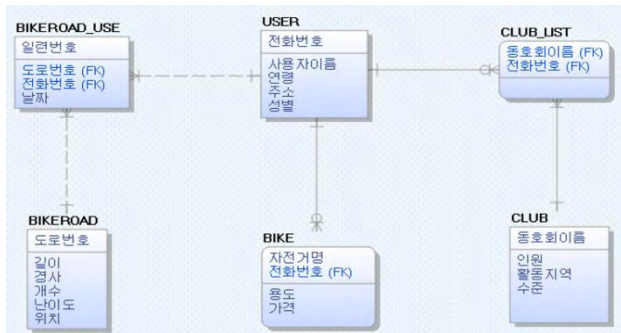 BIKEROAD_USE
일련번호
도로번호 (FK)
전화번호 (FK)
날짜
USER
전화번호
사용자이름
연령
주소
성별
CLUB_LIST
동호회이름 (FK)
전화번호 (FK)
BIKEROAD
도로번호
길이
경사
개수
난이도
위치
BIKE
자전거명
전화번호 (FK)
용도
가격
CLUB
동호회이름
인원
활동지역
수준